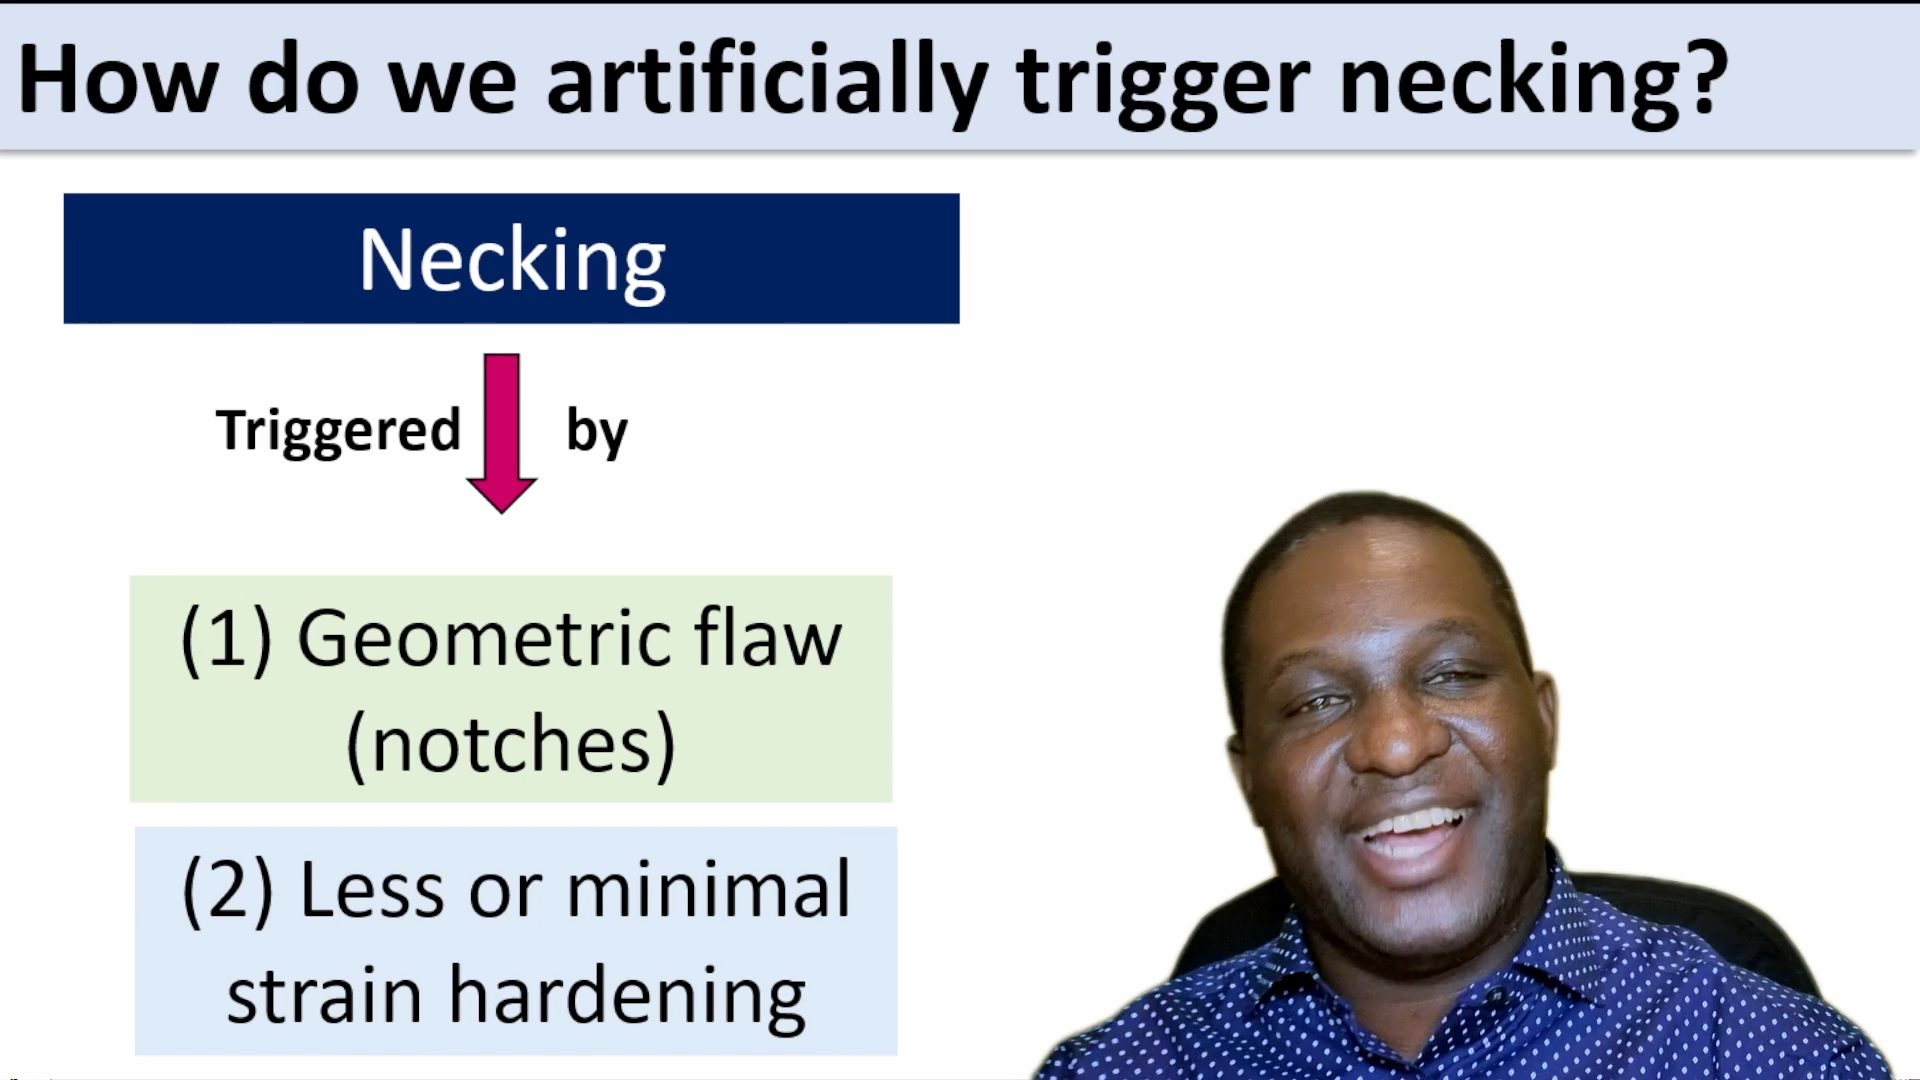 How do we artificially trigger necking?
Necking
Triggered by
(1) Geometric flaw
(notches)
(2) Less or minimal
strain hardening